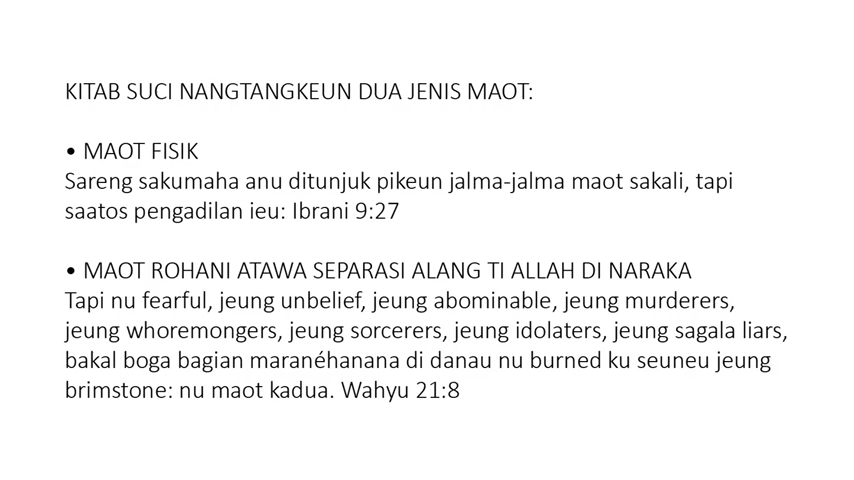 KITAB SUCI NANGTANGKEUN DUA JENIS MAOT:
• MAOT FISIK
Sareng sakumaha anu ditunjuk pikeun jalma-jalma maot sakali, tapi
saatos pengadilan ieu: Ibrani 9:27
• MAOT ROHANI ATAWA SEPARASI ALANG TI ALLAH DI NARAKA
Tapi nu fearful, jeung unbelief, jeung abominable, jeung murderers,
jeung whoremongers, jeung sorcerers, jeung idolaters, jeung sagala liars,
bakal boga bagian maranéhanana di danau nu burned ku seuneu jeung
brimstone: nu maot kadua. Wahyu 21:8